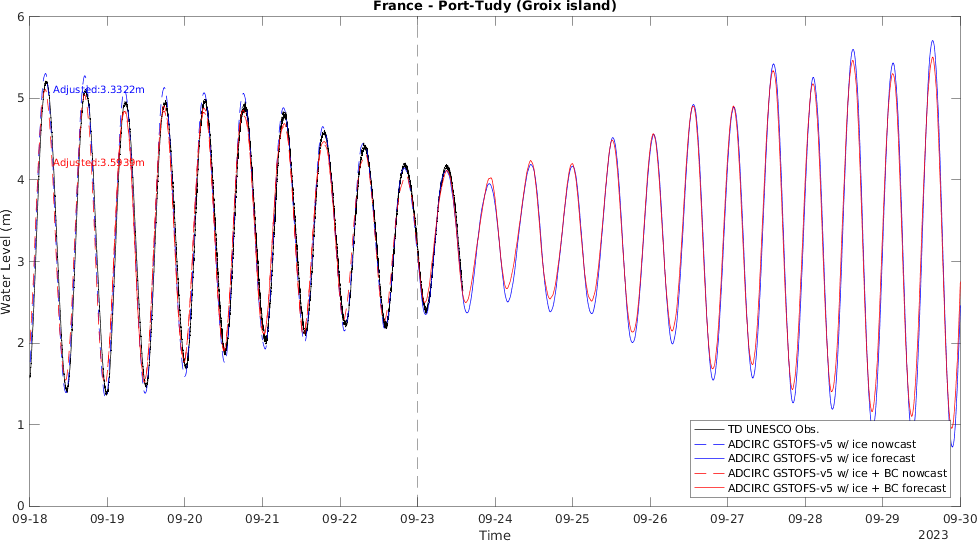 France - Port-Tudy (Groix island)
6
5
4
3
2
1
0
Water Level (m)
Adjusted:3.3322m
Adjusted:3.5939m
TD UNESCO Obs.
ADCIRC GSTOFS-v5 w/ ice nowcast
ADCIRC GSTOFS-v5 w/ ice forecast
ADCIRC GSTOFS-v5 w/ ice + BC nowcast
ADCIRC GSTOFS-v5 w/ ice + BC forecast
09-18 09-19 09-20 09-21 09-22 09-23 09-24 09-25 09-26 09-27 09-28 09-29 09-30
Time
2023